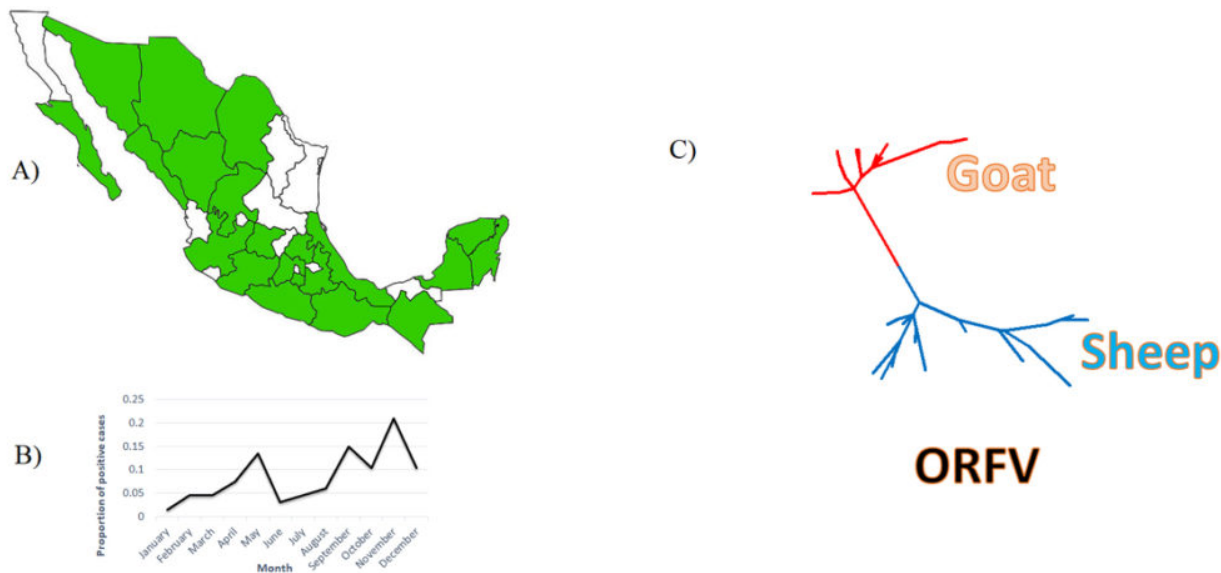 A)
B)
Proportion of positive cases
0.25
0.2
0.15
0.1
0.05
0
January
February
March
April
May
June
July
August
September
October
November
December
Month
C)
Goat
Sheep
ORFV